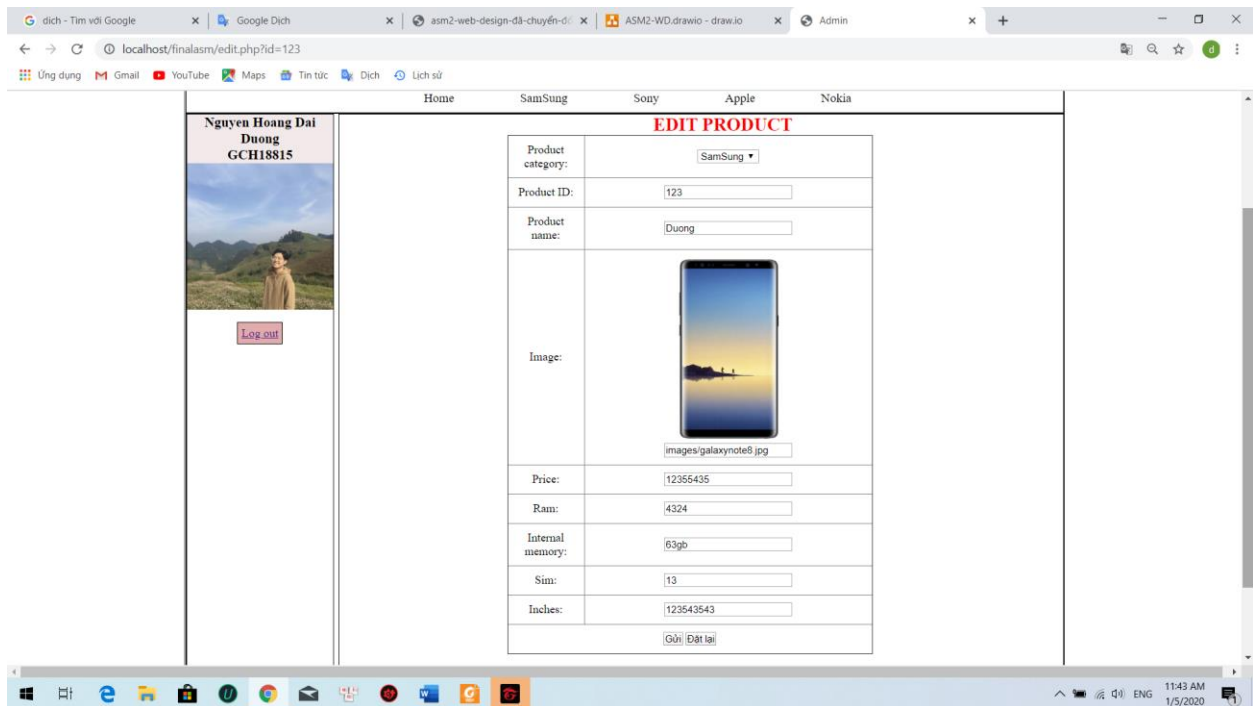 dich - Tìm với Google
Google Dịch
asm2-web-design-đã-chuyển-đổ
ASM2-WD.drawio - draw.io
Admin
localhost/finalasm/edit.php?id=123
d
Ứng dụng Gmail YouTube Maps Tin tức Dịch Lịch sử
Home SamSung Sony Apple Nokia
Nguyen Hoang Dai
Duong
GCH18815
Log out
EDIT PRODUCT
Product
category:
SamSung
Product ID:
123
Product
name:
Duong
Image:
images/galaxynote8.jpg
Price:
12355435
Ram:
4324
Internal
memory:
63gb
Sim:
13
Inches:
123543543
Gửi Đặt lại
ENG
11:43 AM
1/5/2020